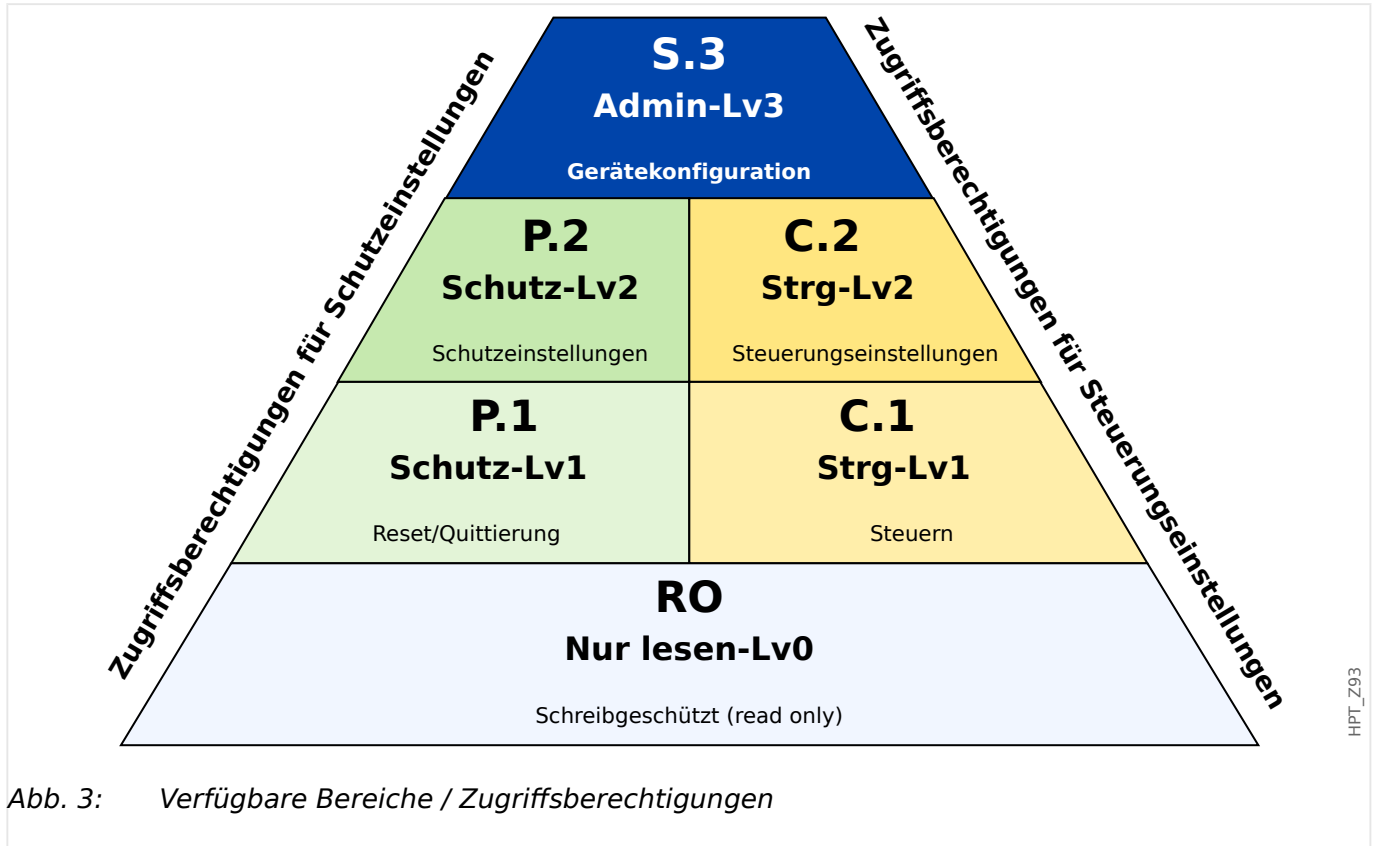 Zugriffsberechtigungen für Schutzeinstellungen
Zugriffsberechtigungen für Steuerungseinstellungen
S.3
Admin-Lv3
Gerätekonfiguration
P.2
Schutz-Lv2
Schutzeinstellungen
C.2
Strg-Lv2
Steuerungseinstellungen
P.1
Schutz-Lv1
Reset/Quittierung
C.1
Strg-Lv1
Steuern
RO
Nur lesen-Lv0
Schreibgeschützt (read only)
HPT_Z93
Abb. 3: Verfügbare Bereiche / Zugriffsberechtigungen